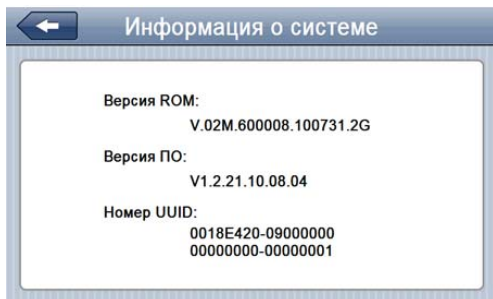 Информация о системе
Версия ROM:
V.02M.600008.100731.2G
Версия ПО:
V1.2.21.10.08.04
Номер UUID:
0018E420-09000000
00000000-00000001